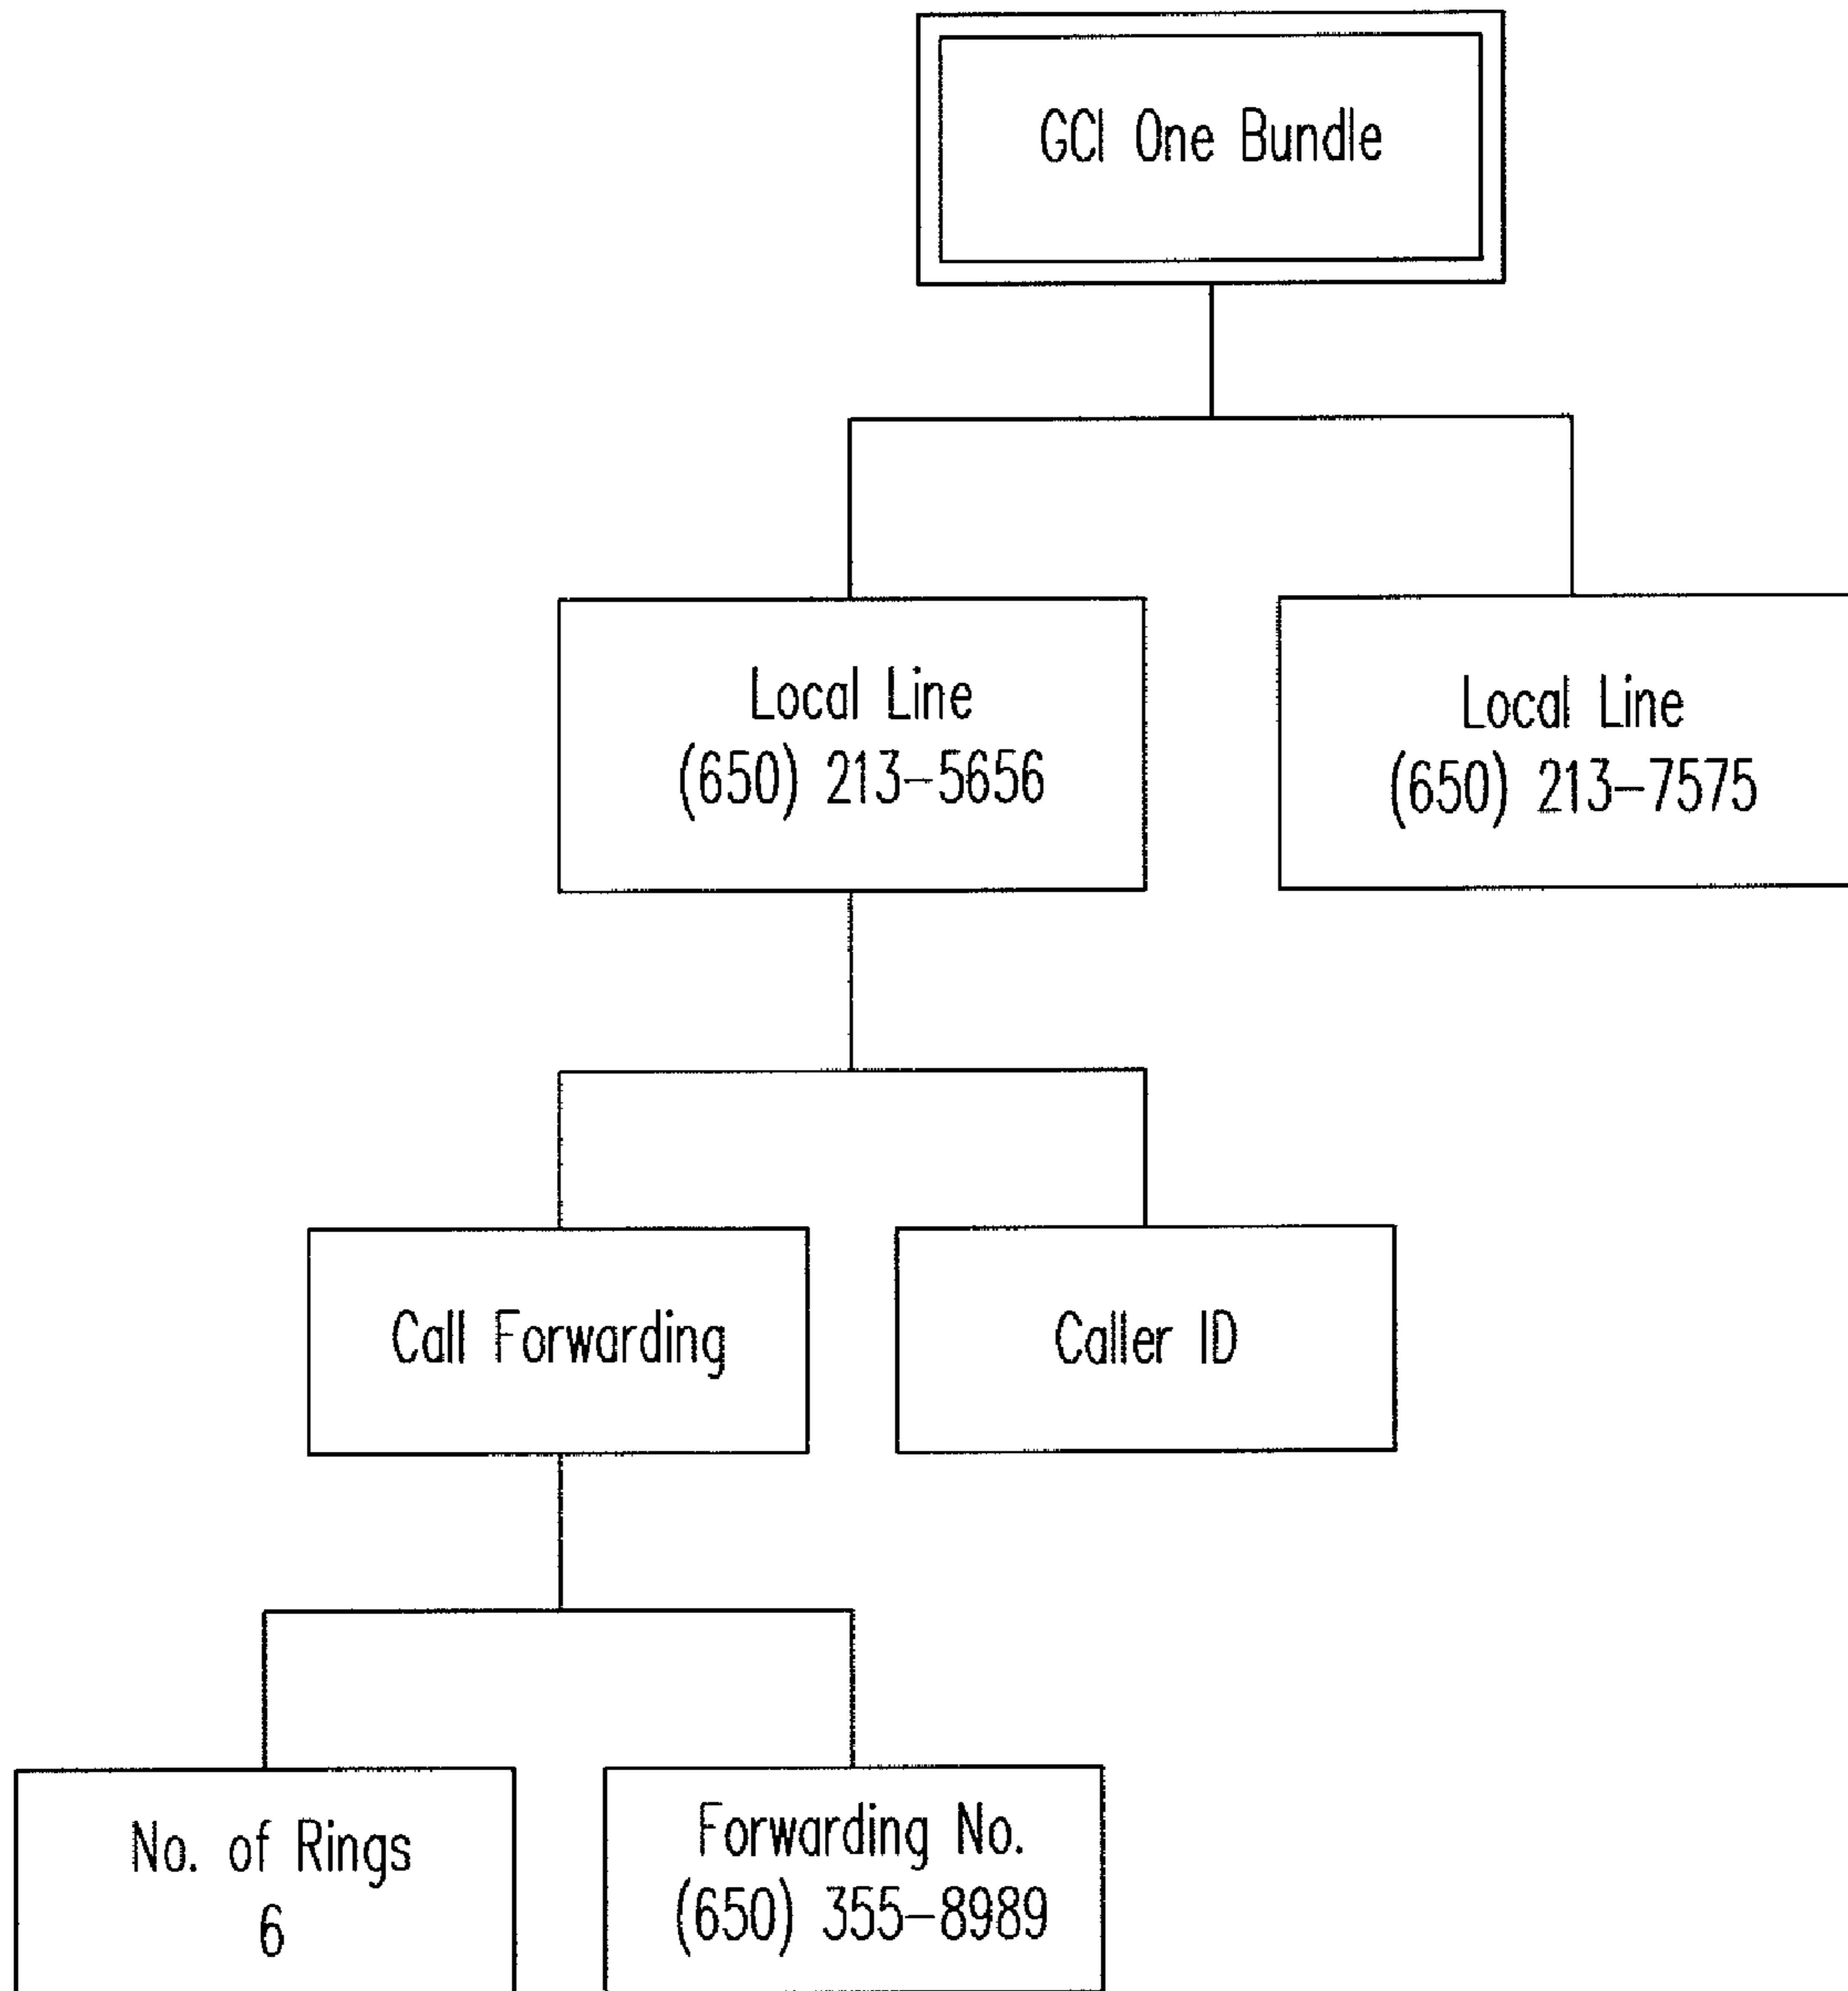 GCI One Bundle
Local Line
(650) 213-5656
Local Line
(650) 213-7575
Call Forwarding
Caller ID
No. of Rings
6
Forwarding No.
(650) 355-8989